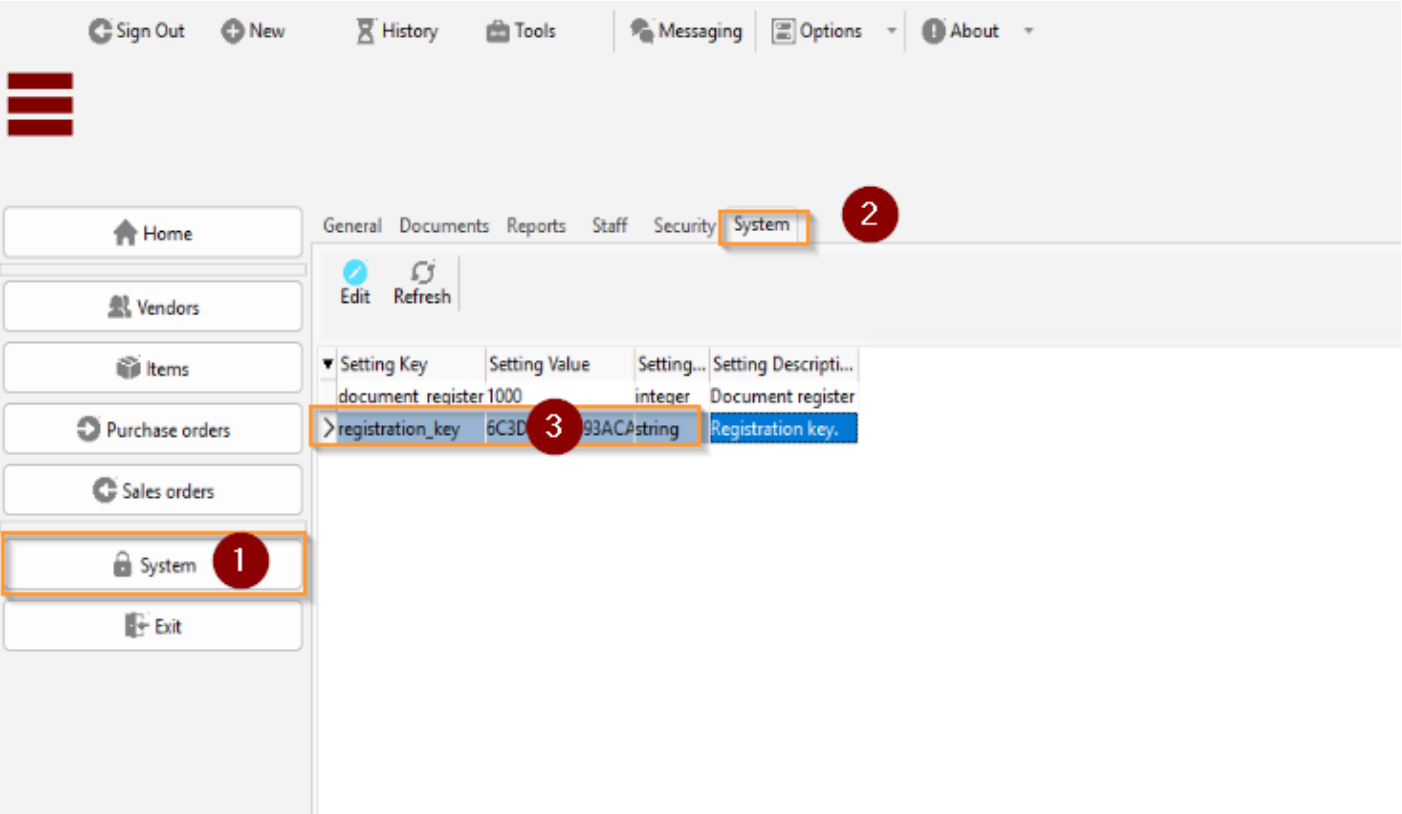 Sign Out New History Tools Messaging Options About
Home
General Documents Reports Staff Security System 2
Edit Refresh
Vendors
Items
Setting Key Setting Value Setting... Setting Descripti...
document_register 1000 integer Document register
registration_key 6C3D 3 93ACA string Registration key.
Purchase orders
Sales orders
System 1
Exit